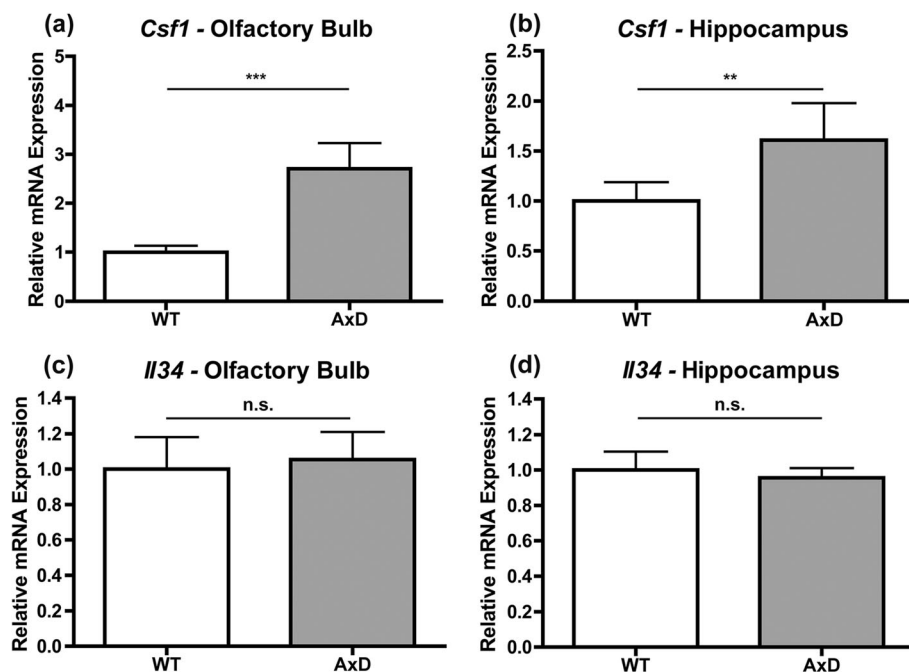 (a)
Csf1 - Olfactory Bulb
Relative mRNA Expression
5
4
3
2
1
0
***
WT
AxD
(b)
Csf1 - Hippocampus
Relative mRNA Expression
2.5
2.0
1.5
1.0
0.5
0.0
**
WT
AxD
(c)
Il34 - Olfactory Bulb
Relative mRNA Expression
1.4
1.2
1.0
0.8
0.6
0.4
0.2
0.0
n.s.
WT
AxD
(d)
Il34 - Hippocampus
Relative mRNA Expression
1.4
1.2
1.0
0.8
0.6
0.4
0.2
0.0
n.s.
WT
AxD